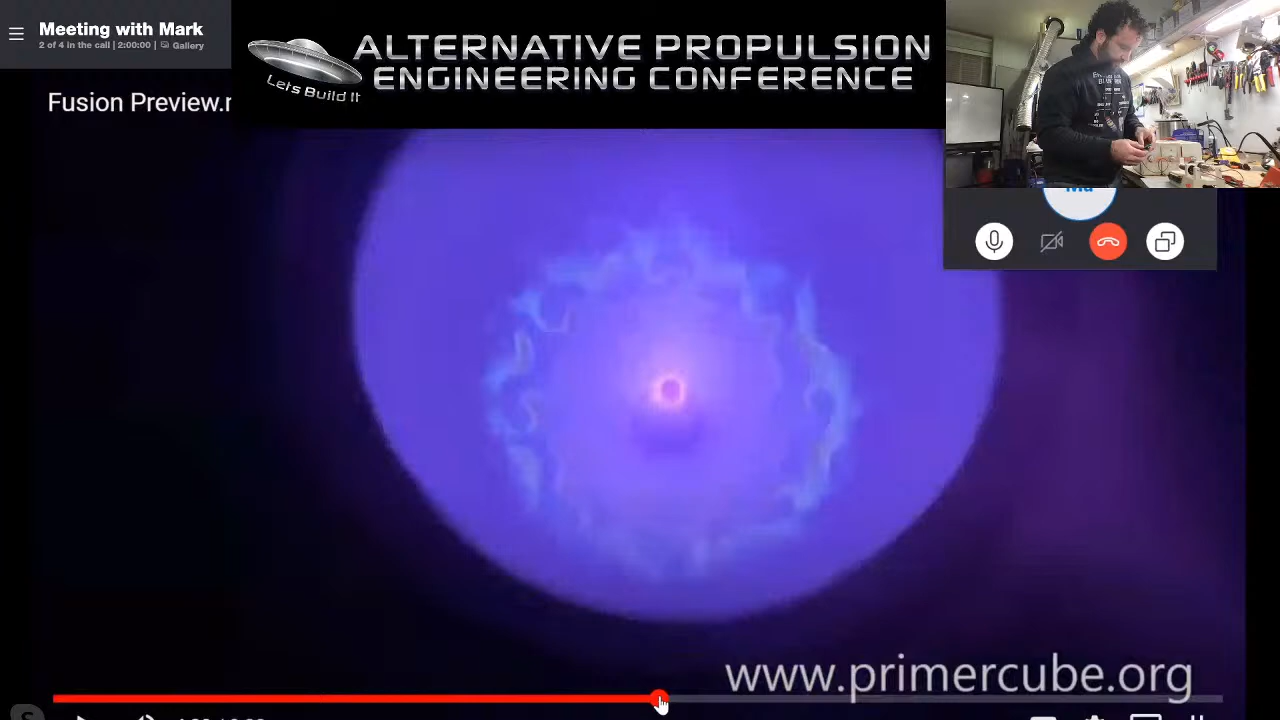 Meeting with Mark
2 of 4 in the call | 2:00:00 | Gallery
ALTERNATIVE PROPULSION
ENGINEERING CONFERENCE
Let's Build It
Fusion Preview.
www.primercube.org